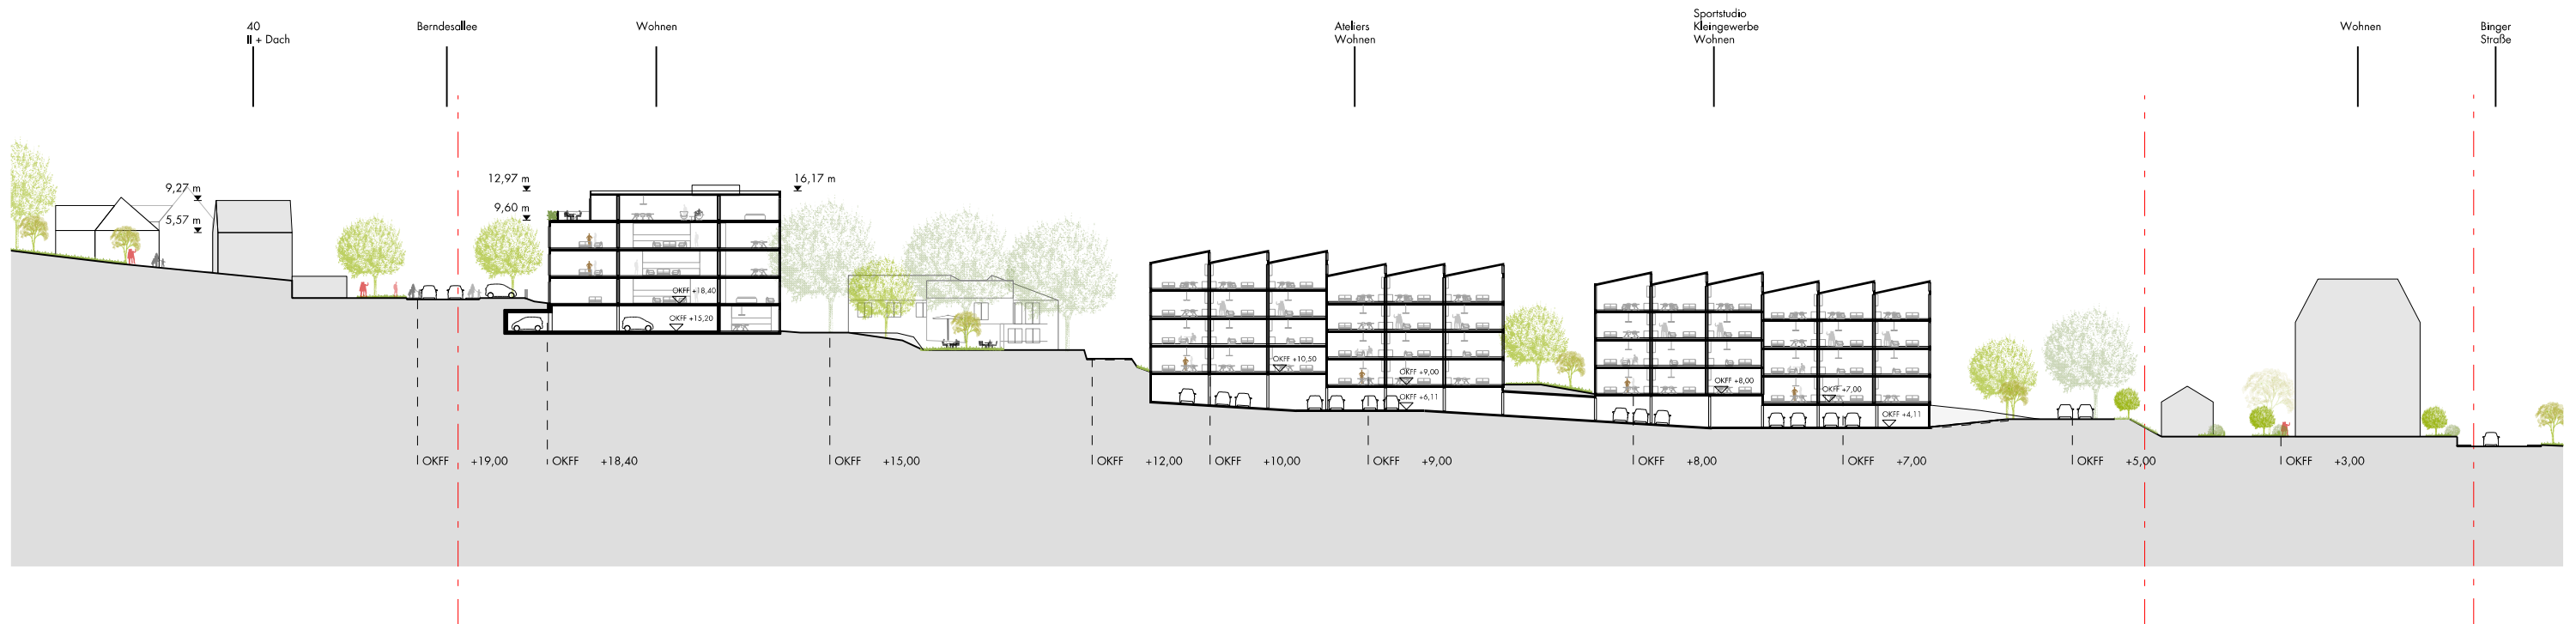 40
II + Dach
Berndesallee
Wohnen
Ateliers
Wohnen
Sportstudio
Kleingewerbe
Wohnen
Wohnen
Binger
Straße
9,27 m
5,57 m
12,97 m
9,60 m
16,17 m
OKFF +18,40
OKFF +15,20
OKFF +10,50
OKFF +9,00
OKFF +6,11
OKFF +8,00
OKFF +7,00
OKFF +4,11
OKFF +19,00
OKFF +18,40
OKFF +15,00
OKFF +12,00
OKFF +10,00
OKFF +9,00
OKFF +8,00
OKFF +7,00
OKFF +5,00
OKFF +3,00